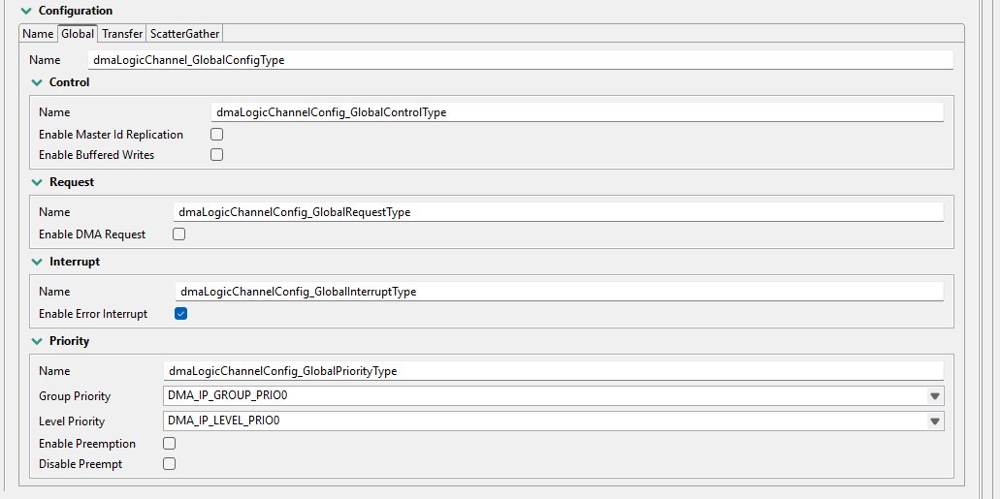 Configuration
Name Global Transfer ScatterGather
Name dmaLogicChannel_GlobalConfigType
Control
Name dmaLogicChannelConfig_GlobalControlType
Enable Master Id Replication
Enable Buffered Writes
Request
Name dmaLogicChannelConfig_GlobalRequestType
Enable DMA Request
Interrupt
Name dmaLogicChannelConfig_GlobalInterruptType
Enable Error Interrupt
Priority
Name dmaLogicChannelConfig_GlobalPriorityType
Group Priority DMA_IP_GROUP_PRIO0
Level Priority DMA_IP_LEVEL_PRIO0
Enable Preemption
Disable Preempt